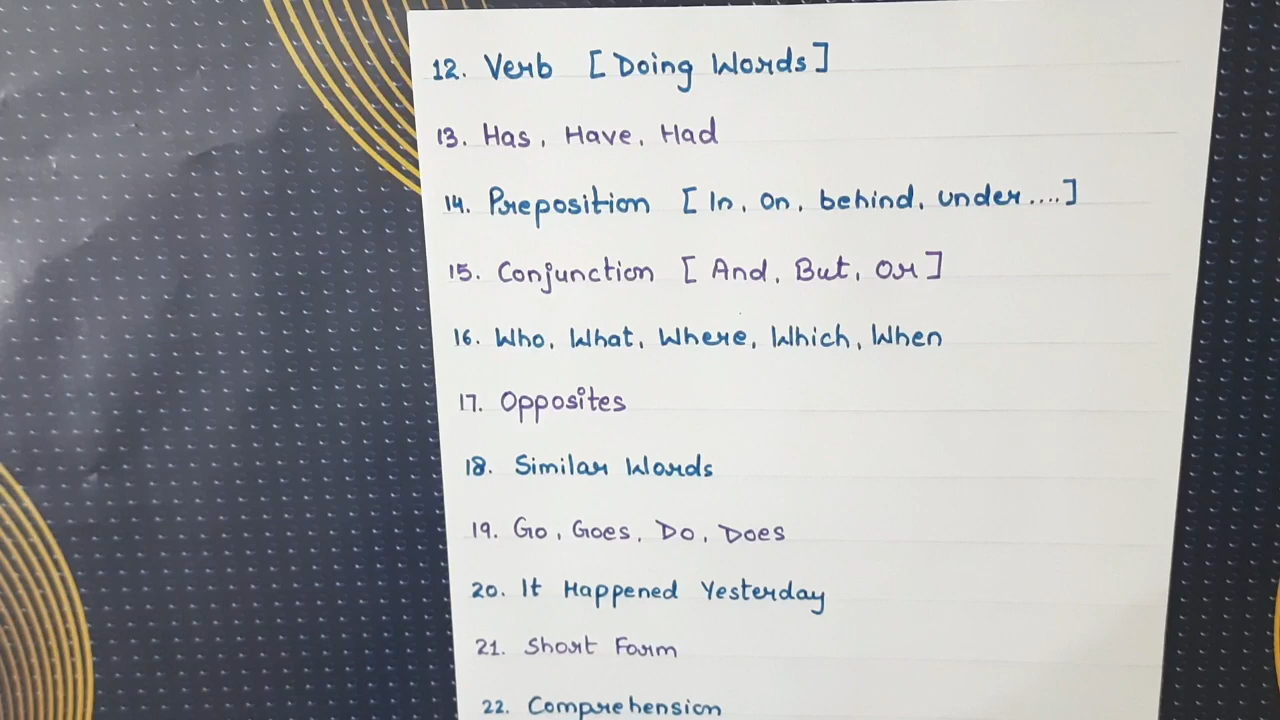 12. Verb [Doing Words]
13. Has, Have, Had
14. Preposition [In, On, behind, under....]
15. Conjunction [And, But, Or]
16. Who, What, Where, Which, When
17. Opposites
18. Similar Words
19. Go, Goes, Do, Does
20. It Happened Yesterday
21. Short Form
22. Comprehension